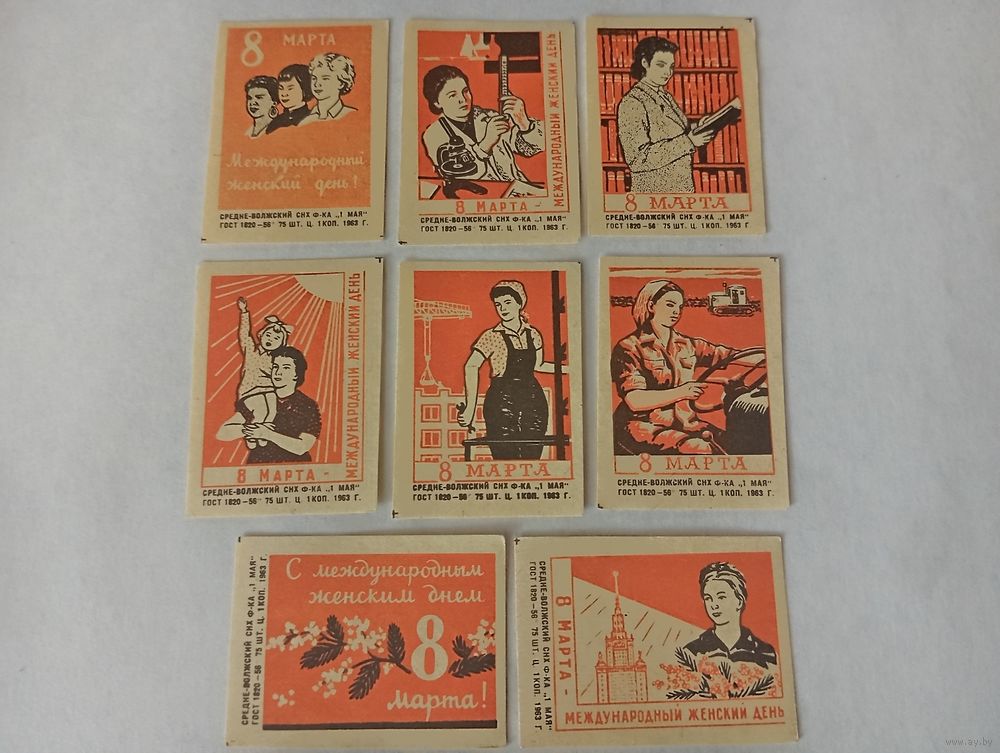 8 МАРТА
Международный
женский день!
СРЕДНЕ-ВОЛЖСКИЙ СНХ Ф-КА „1 МАЯ"
ГОСТ 1820-56 75 ШТ. Ц. 1 КОП. 1963 Г.
8 МАРТА -
МЕЖДУНАРОДНЫЙ ЖЕНСКИЙ ДЕНЬ
СРЕДНЕ-ВОЛЖСКИЙ СНХ Ф-КА „1 МАЯ"
ГОСТ 1820-56 75 ШТ. Ц. 1 КОП. 1963 Г.
8 МАРТА
СРЕДНЕ-ВОЛЖСКИЙ СНХ Ф-КА „1 МАЯ"
ГОСТ 1820-56 75 ШТ. Ц. 1 КОП. 1963 Г.
8 МАРТА -
МЕЖДУНАРОДНЫЙ ЖЕНСКИЙ ДЕНЬ
СРЕДНЕ-ВОЛЖСКИЙ СНХ Ф-КА „1 МАЯ"
ГОСТ 1820-56 75 ШТ. Ц. 1 КОП. 1963 Г.
8 МАРТА
СРЕДНЕ-ВОЛЖСКИЙ СНХ Ф-КА „1 МАЯ"
ГОСТ 1820-56 75 ШТ. Ц. 1 КОП. 1963 Г.
8 МАРТА
СРЕДНЕ-ВОЛЖСКИЙ СНХ Ф-КА „1 МАЯ"
ГОСТ 1820-56 75 ШТ. Ц. 1 КОП. 1963 Г.
С международным
женским днем
8
марта!
СРЕДНЕ-ВОЛЖСКИЙ СНХ Ф-КА „1 МАЯ"
ГОСТ 1820-56 75 ШТ. Ц. 1 КОП. 1963 Г.
8 МАРТА -
МЕЖДУНАРОДНЫЙ ЖЕНСКИЙ ДЕНЬ
СРЕДНЕ-ВОЛЖСКИЙ СНХ Ф-КА „1 МАЯ"
ГОСТ 1820-56 75 ШТ. Ц. 1 КОП. 1963 Г.
www.ay.by